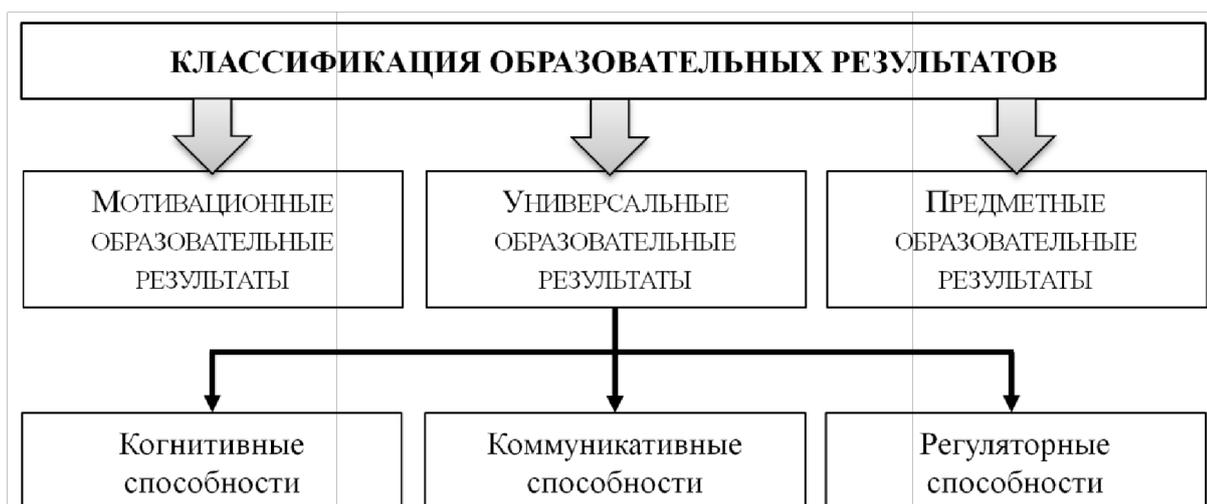 КЛАССИФИКАЦИЯ ОБРАЗОВАТЕЛЬНЫХ РЕЗУЛЬТАТОВ
МОТИВАЦИОННЫЕ
ОБРАЗОВАТЕЛЬНЫЕ
РЕЗУЛЬТАТЫ
УНИВЕРСАЛЬНЫЕ
ОБРАЗОВАТЕЛЬНЫЕ
РЕЗУЛЬТАТЫ
ПРЕДМЕТНЫЕ
ОБРАЗОВАТЕЛЬНЫЕ
РЕЗУЛЬТАТЫ
Когнитивные
способности
Коммуникативные
способности
Регуляторные
способности